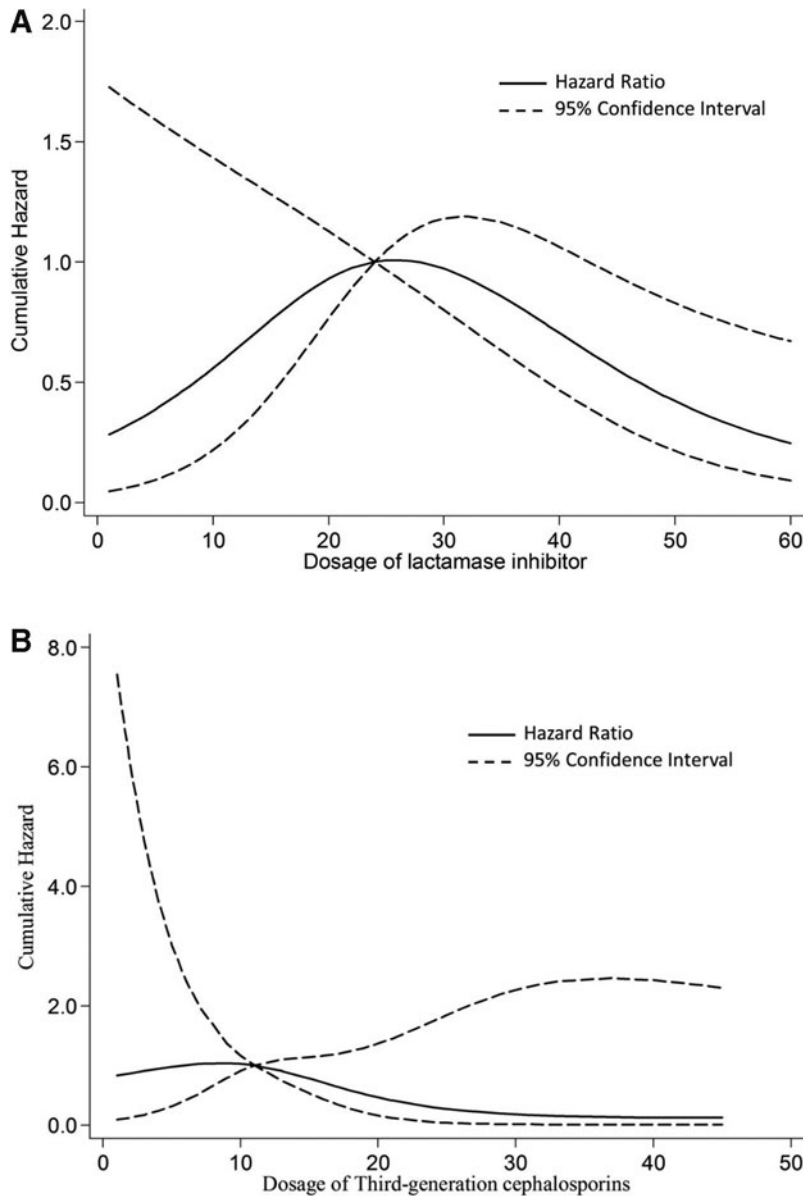 A
2.0
1.5
1.0
0.5
0.0
Cumulative Hazard
Hazard Ratio
95% Confidence Interval
0 10 20 30 40 50 60
Dosage of lactamase inhibitor
B
8.0
6.0
4.0
2.0
0.0
Cumulative Hazard
Hazard Ratio
95% Confidence Interval
0 10 20 30 40 50
Dosage of Third-generation cephalosporins